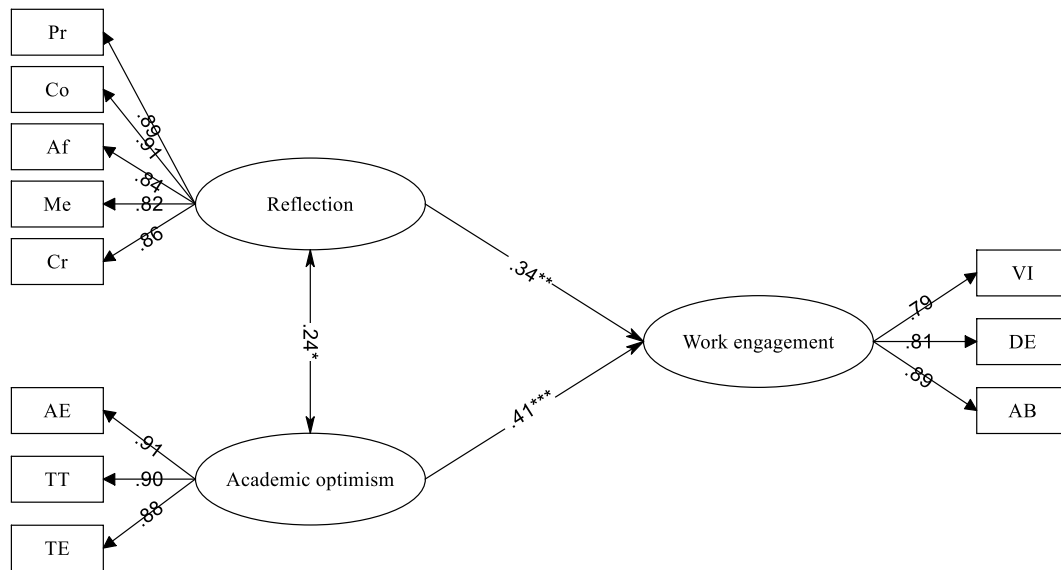 Pr
Co
Af
Me
Cr
.89
.91
.84
.82
.86
Reflection
.34**
.24*
.41***
Work engagement
.79
.81
.89
VI
DE
AB
AE
TT
TE
.91
.90
.88
Academic optimism